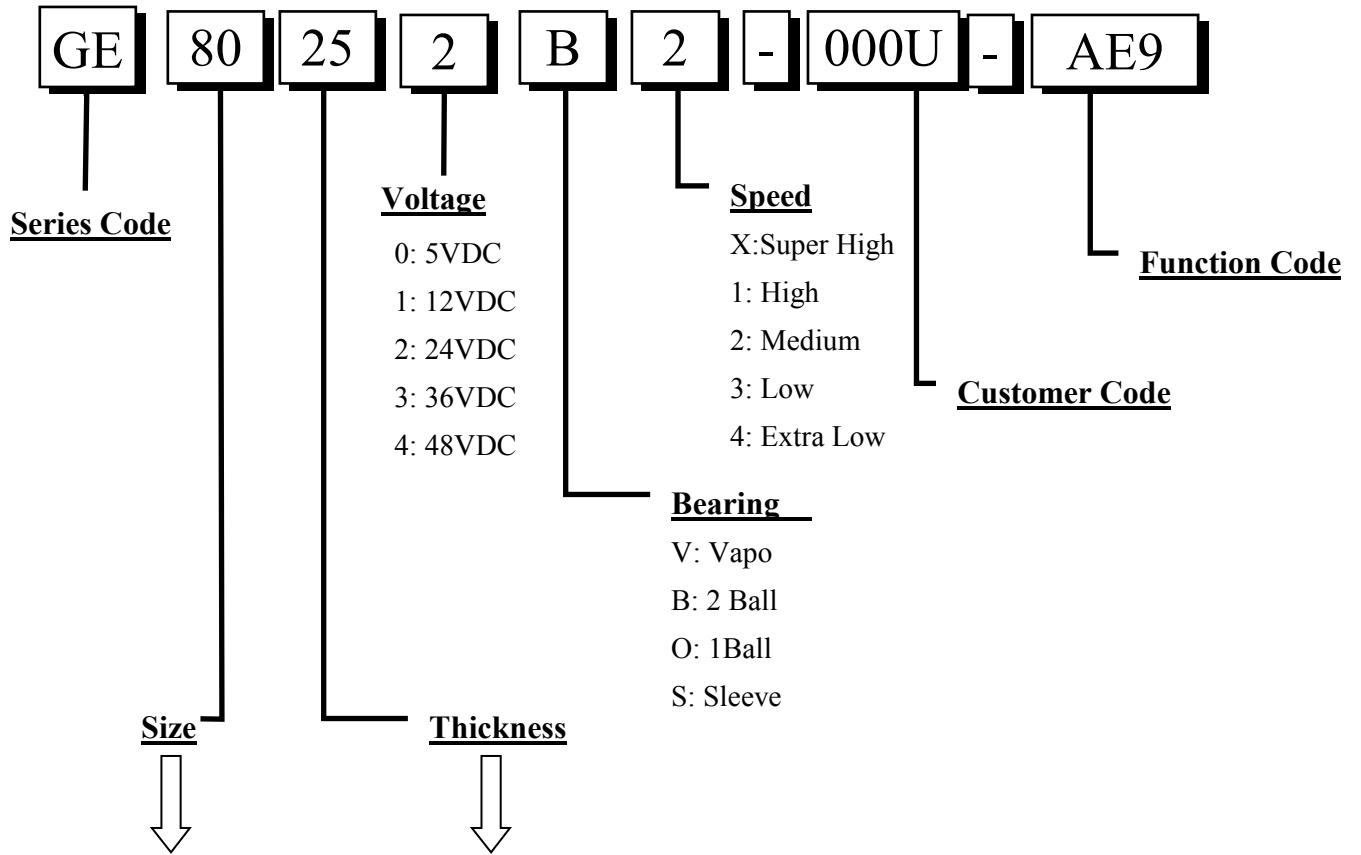 GE 80 25 2 B 2 - 000U - AE9
Series Code
Voltage
0: 5VDC
1: 12VDC
2: 24VDC
3: 36VDC
4: 48VDC
Speed
X:Super High
1: High
2: Medium
3: Low
4: Extra Low
Function Code
Customer Code
Bearing
V: Vapo
B: 2 Ball
O: 1Ball
S: Sleeve
Size
Thickness